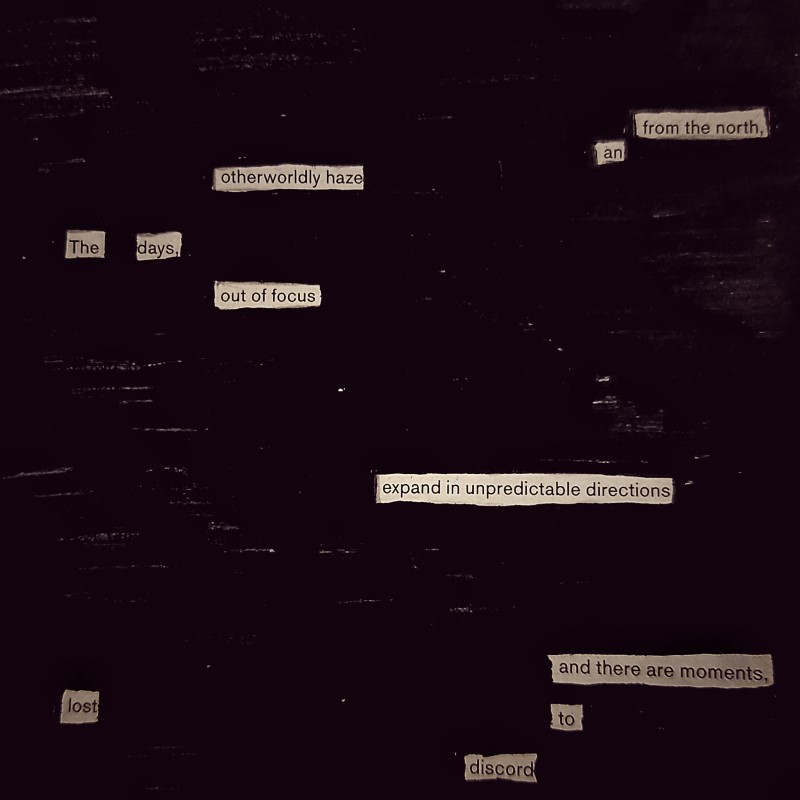 from the north,
an
otherworldly haze
The days,
out of focus
expand in unpredictable directions
and there are moments,
lost
to
discord